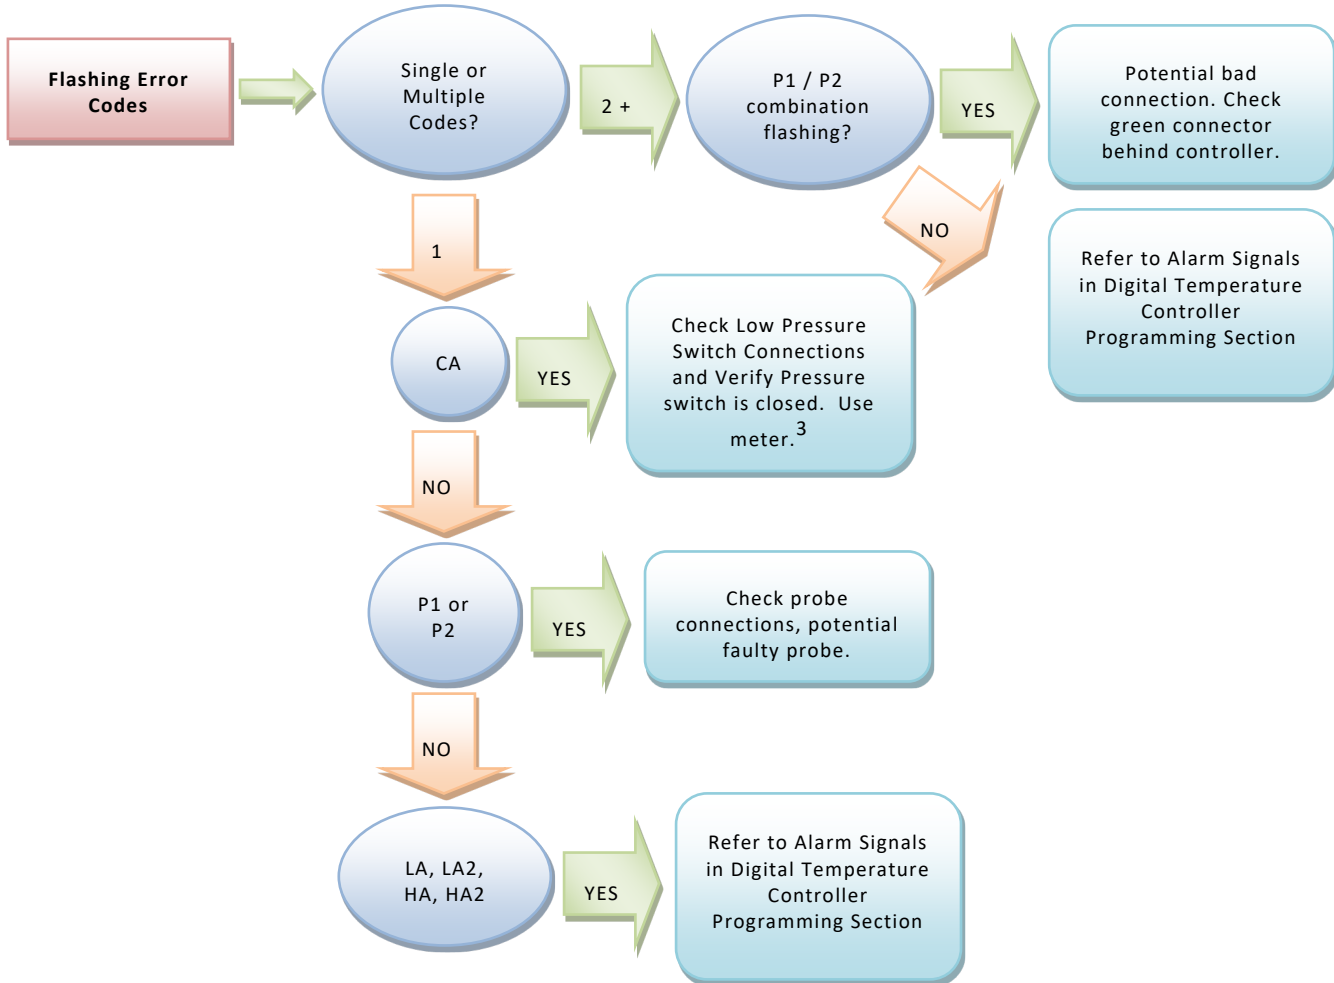 Flashing Error
Codes
Single or
Multiple
Codes?
2 +
P1 / P2
combination
flashing?
YES
Potential bad
connection. Check
green connector
behind controller.
NO
Refer to Alarm Signals
in Digital Temperature
Controller
Programming Section
1
CA
YES
Check Low Pressure
Switch Connections
and Verify Pressure
switch is closed.  Use
meter.3
NO
P1 or
P2
YES
Check probe
connections, potential
faulty probe.
NO
LA, LA2,
HA, HA2
YES
Refer to Alarm Signals
in Digital Temperature
Controller
Programming Section